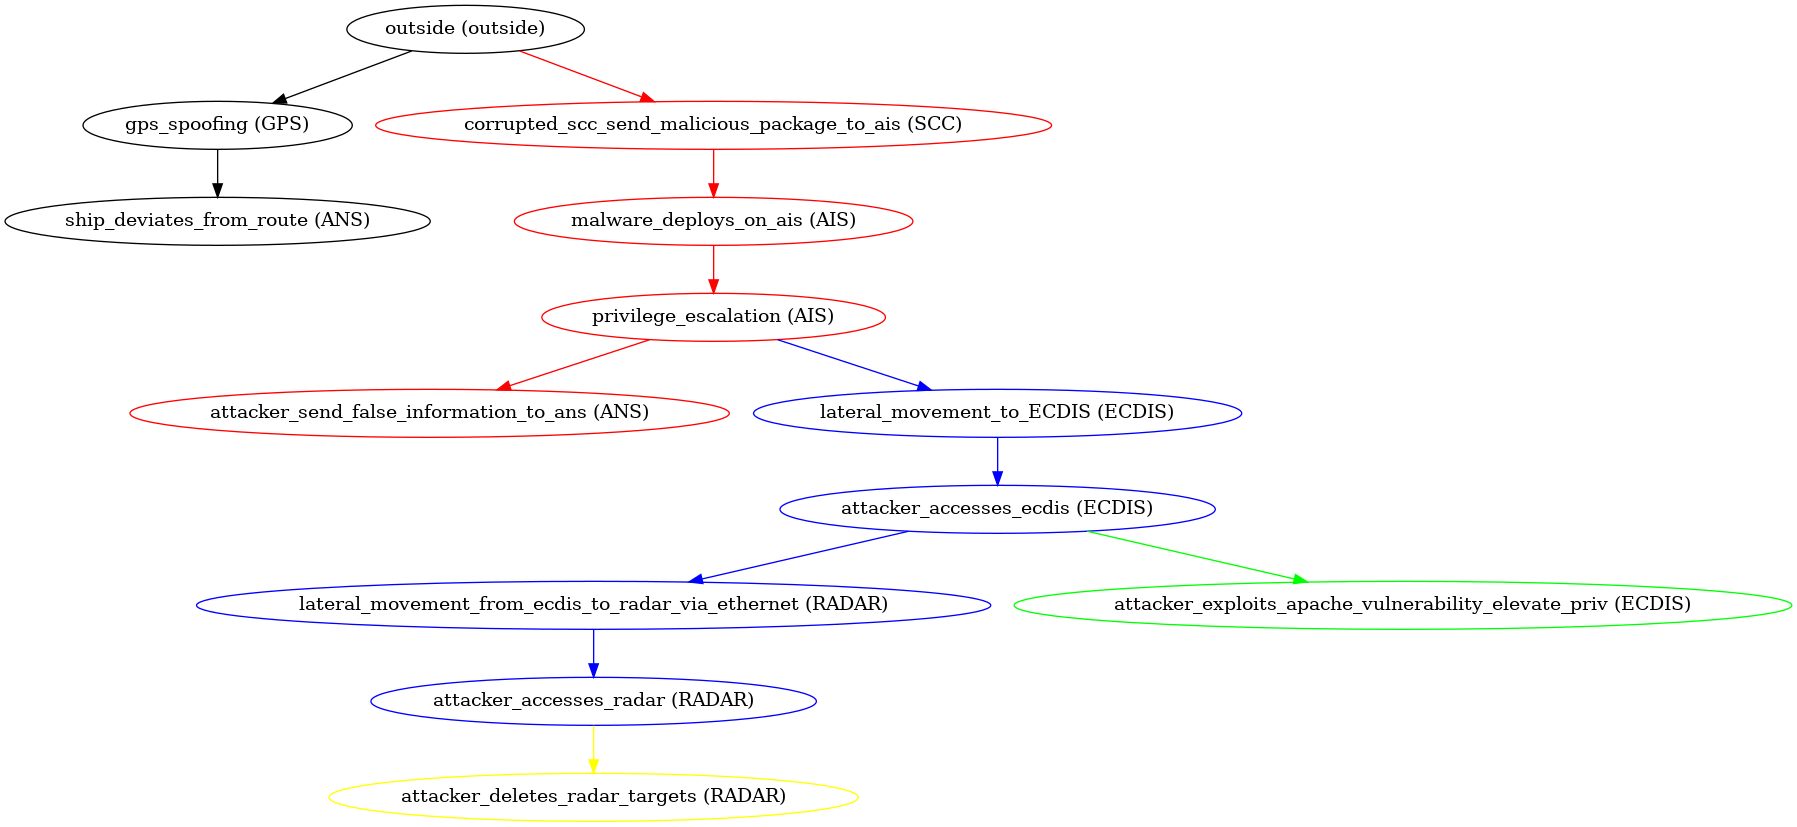 outside (outside)
gps_spoofing (GPS)
corrupted_scc_send_malicious_package_to_ais (SCC)
ship_deviates_from_route (ANS)
malware_deploys_on_ais (AIS)
privilege_escalation (AIS)
attacker_send_false_information_to_ans (ANS)
lateral_movement_to_ECDIS (ECDIS)
attacker_accesses_ecdis (ECDIS)
lateral_movement_from_ecdis_to_radar_via_ethernet (RADAR)
attacker_exploits_apache_vulnerability_elevate_priv (ECDIS)
attacker_accesses_radar (RADAR)
attacker_deletes_radar_targets (RADAR)